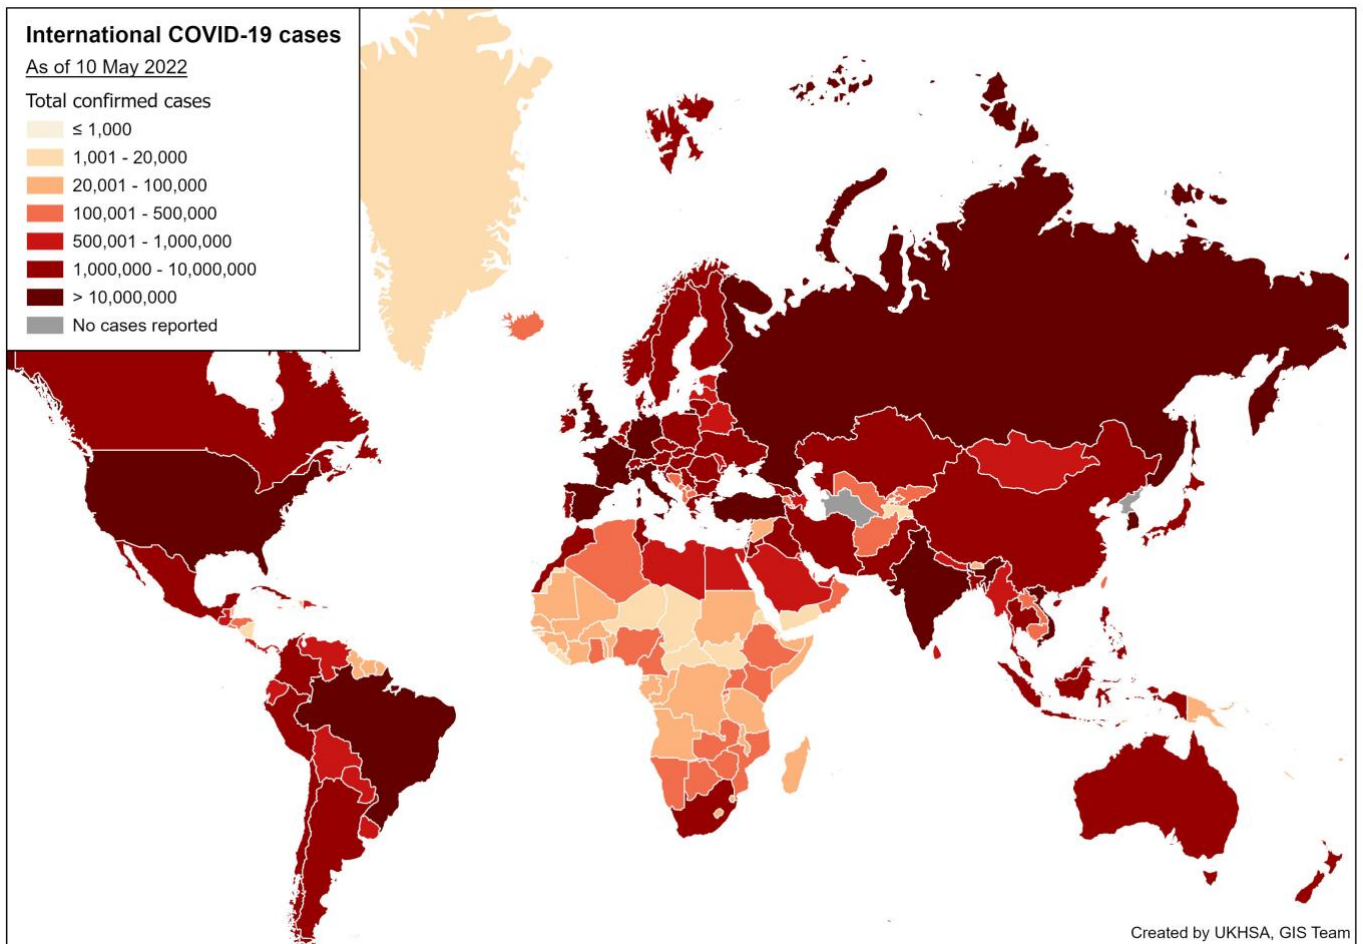 International COVID-19 cases
As of 10 May 2022
Total confirmed cases
≤ 1,000
1,001 - 20,000
20,001 - 100,000
100,001 - 500,000
500,001 - 1,000,000
1,000,000 - 10,000,000
> 10,000,000
No cases reported
Created by UKHSA, GIS Team